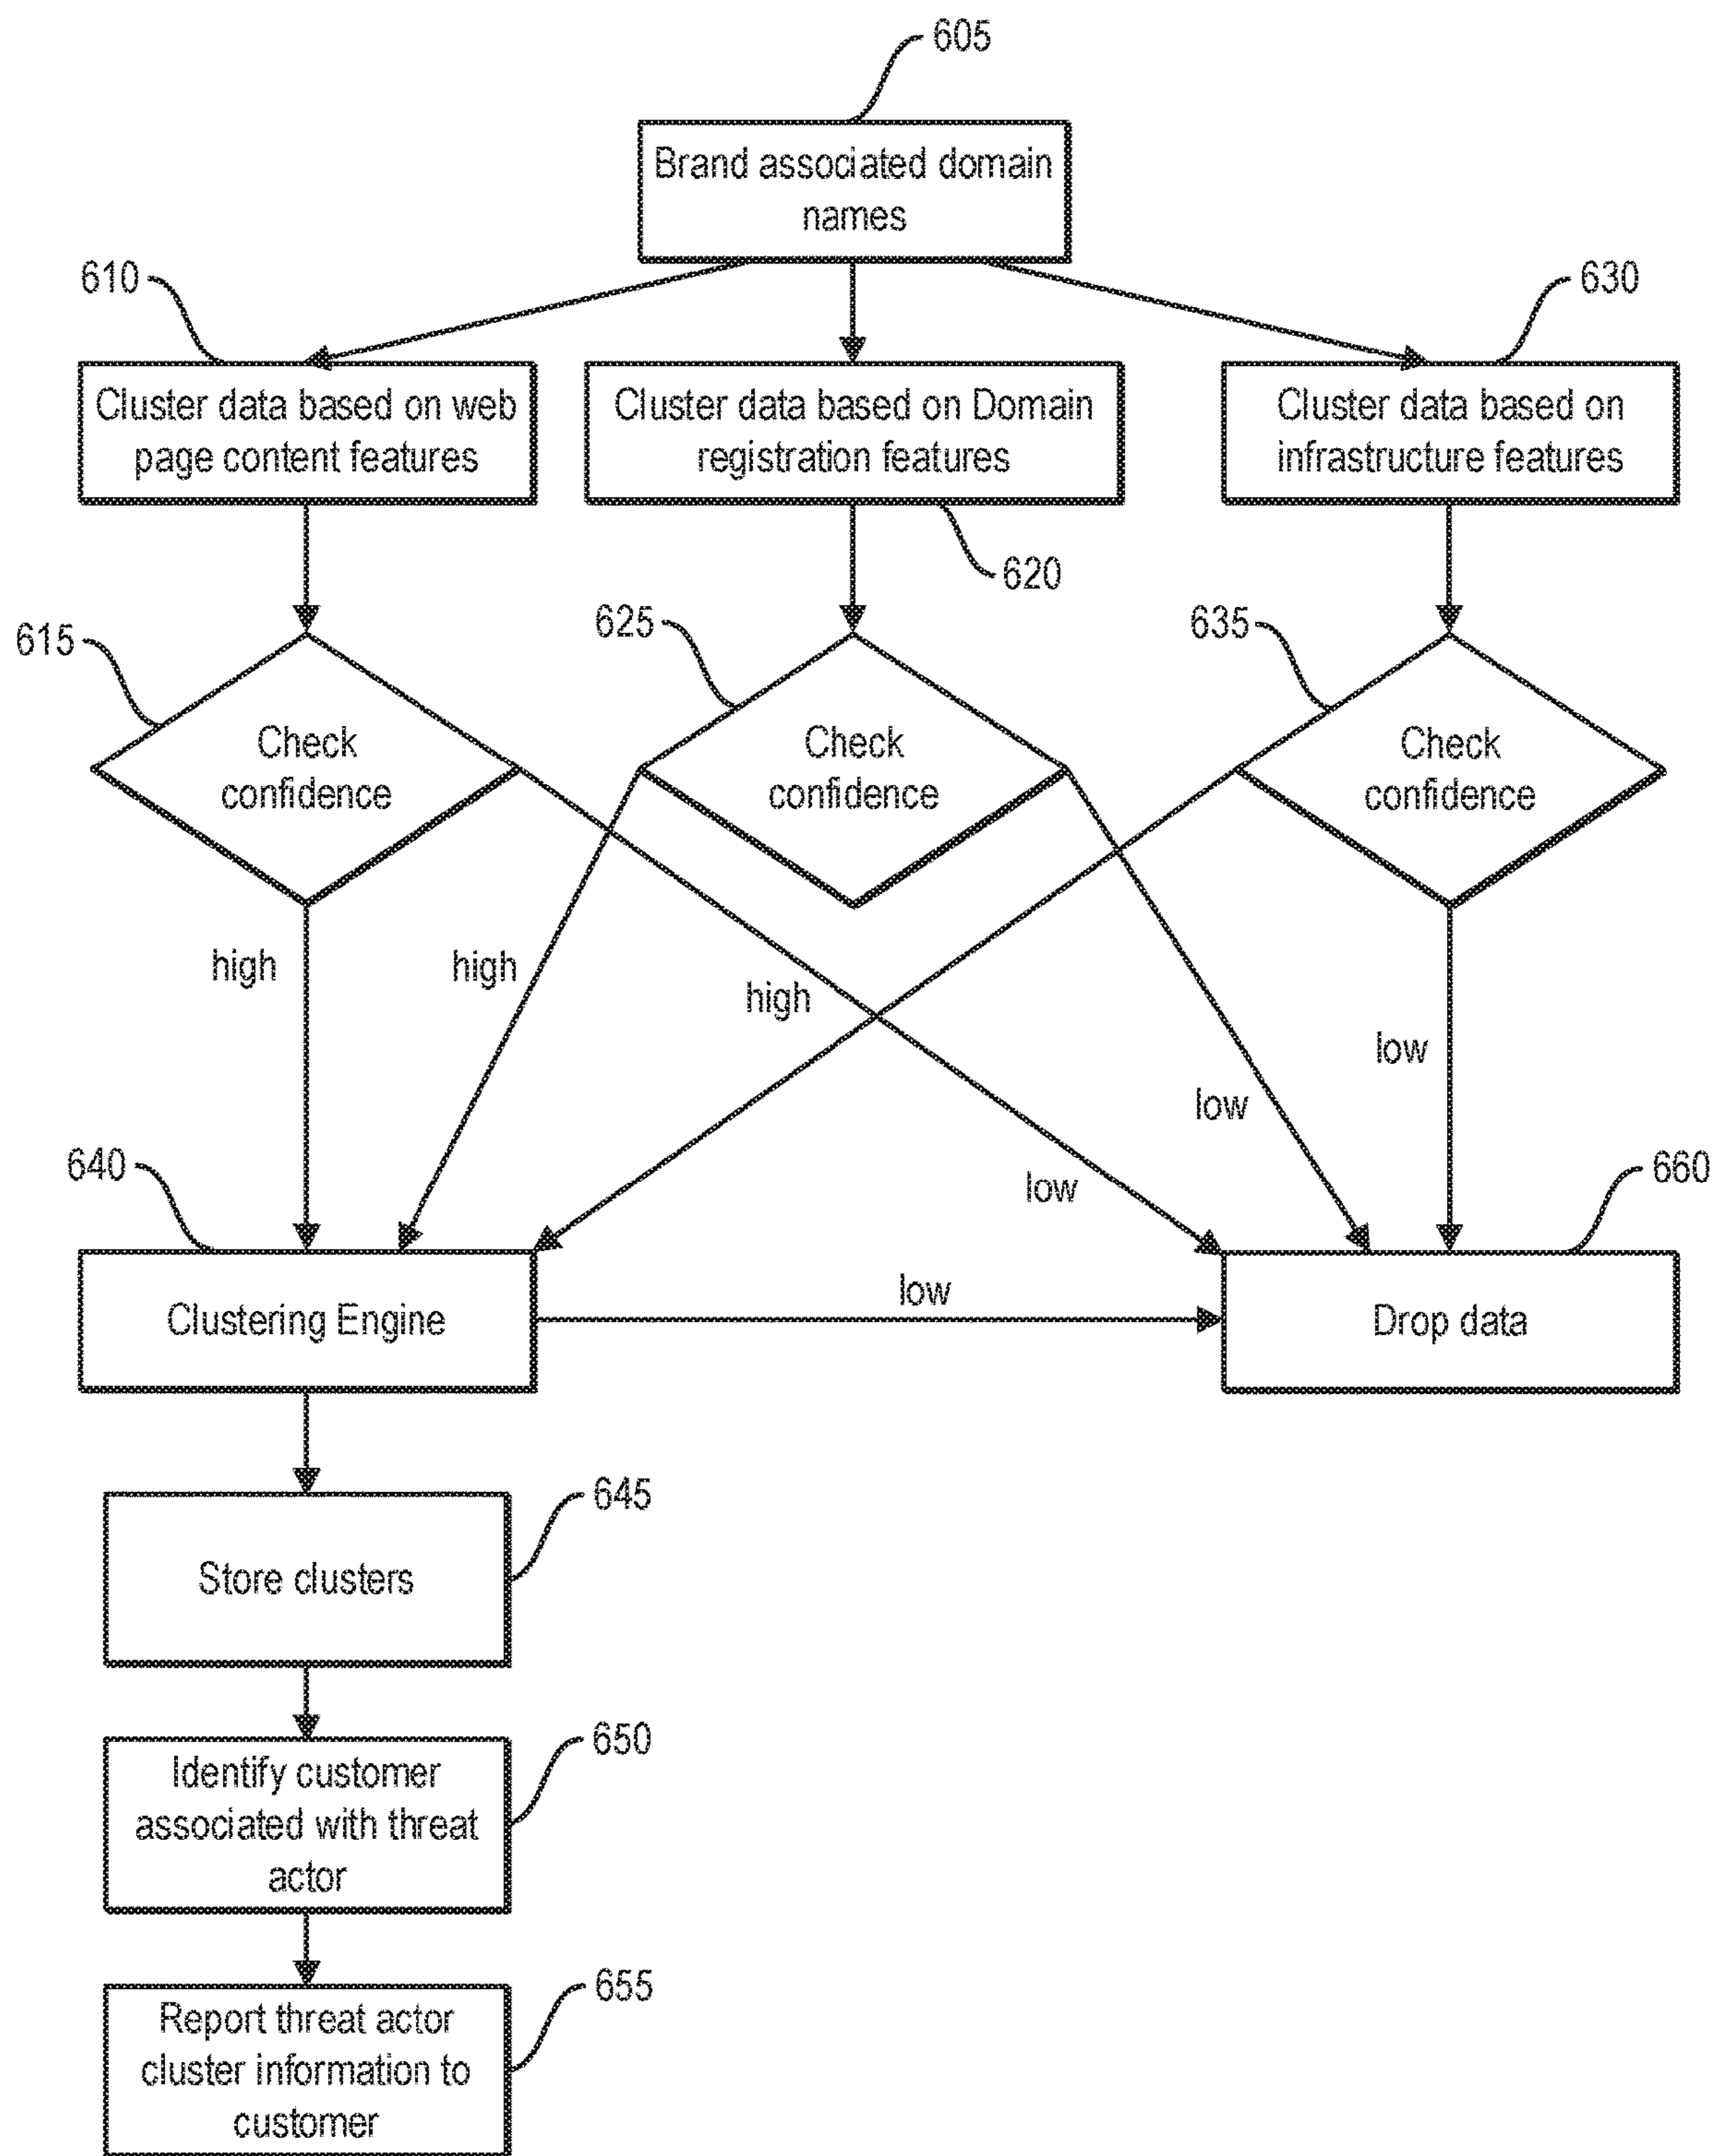 605
Brand associated domain
names
610
630
Cluster data based on web
page content features
Cluster data based on Domain
registration features
Cluster data based on
infrastructure features
620
615
625
635
Check
confidence
Check
confidence
Check
confidence
high
high
high
low
low
low
640
660
Clustering Engine
low
Drop data
645
Store clusters
650
Identify customer
associated with threat
actor
655
Report threat actor
cluster information to
customer